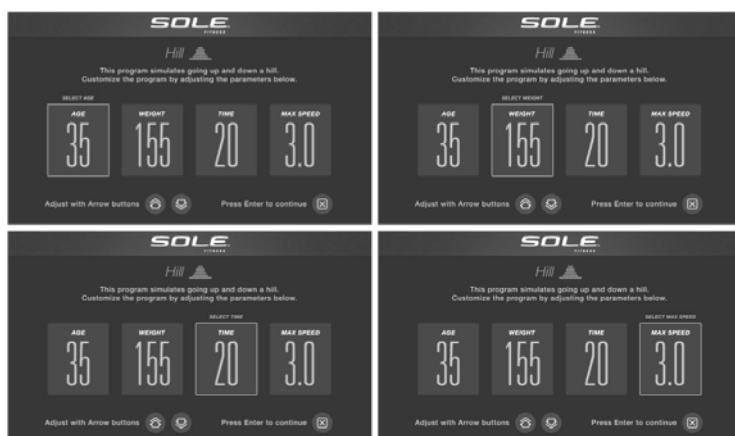 SOLE
FITNESS
Hill
This program simulates going up and down a hill.
Customize the program by adjusting the parameters below.
SELECT AGE
AGE WEIGHT TIME MAX SPEED
35 155 20 3.0
Adjust with Arrow buttons Press Enter to continue
SOLE
FITNESS
Hill
This program simulates going up and down a hill.
Customize the program by adjusting the parameters below.
SELECT WEIGHT
AGE WEIGHT TIME MAX SPEED
35 155 20 3.0
Adjust with Arrow buttons Press Enter to continue
SOLE
FITNESS
Hill
This program simulates going up and down a hill.
Customize the program by adjusting the parameters below.
SELECT TIME
AGE WEIGHT TIME MAX SPEED
35 155 20 3.0
Adjust with Arrow buttons Press Enter to continue
SOLE
FITNESS
Hill
This program simulates going up and down a hill.
Customize the program by adjusting the parameters below.
SELECT MAX SPEED
AGE WEIGHT TIME MAX SPEED
35 155 20 3.0
Adjust with Arrow buttons Press Enter to continue